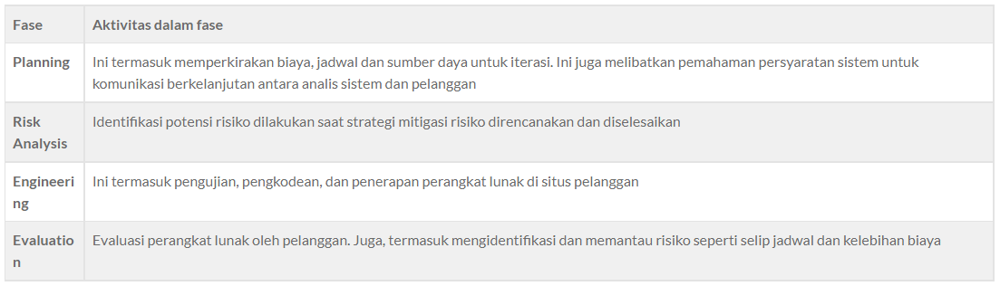 Fase Aktivitas dalam fase
Planning Ini termasuk memperkirakan biaya, jadwal dan sumber daya untuk iterasi. Ini juga melibatkan pemahaman persyaratan sistem untuk
komunikasi berkelanjutan antara analis sistem dan pelanggan
Risk Identifikasi potensi risiko dilakukan saat strategi mitigasi risiko direncanakan dan diselesaikan
Analysis
Engineeri Ini termasuk pengujian, pengkodean, dan penerapan perangkat lunak di situs pelanggan
ng
Evaluatio Evaluasi perangkat lunak oleh pelanggan. Juga, termasuk mengidentifikasi dan memantau risiko seperti selip jadwal dan kelebihan biaya
n